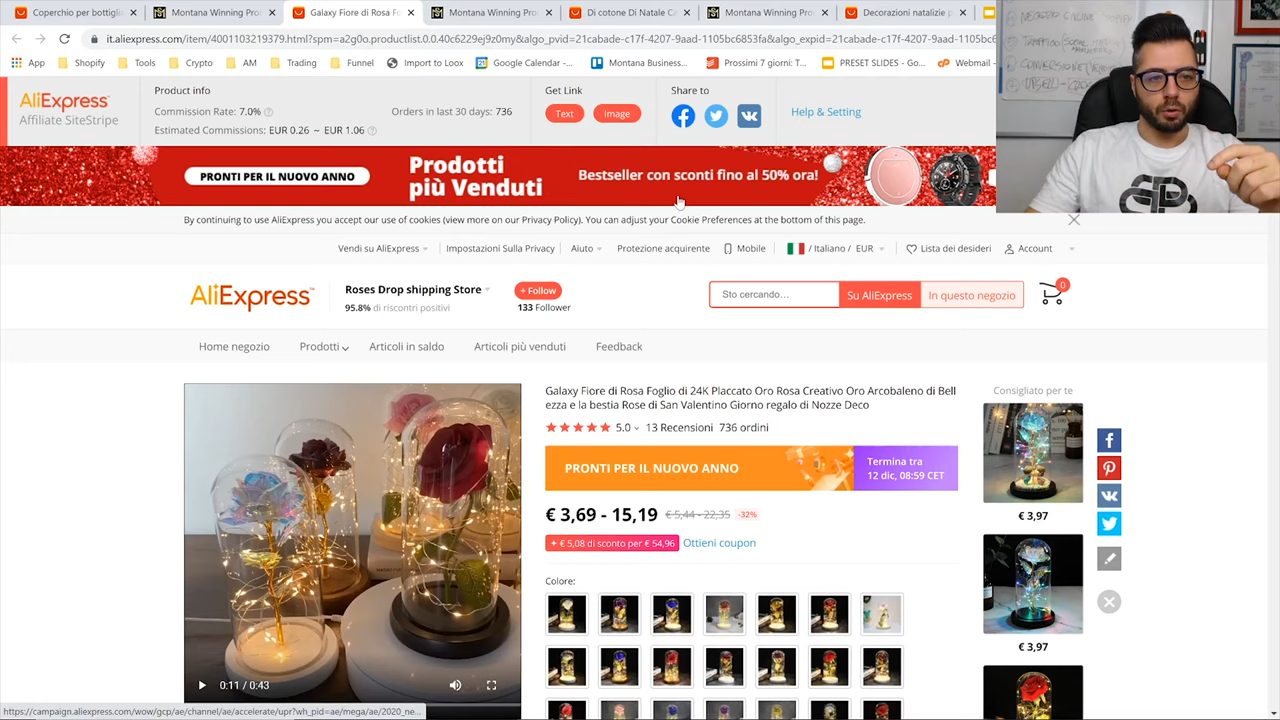 Coperchio per bottigli
Montana Winning Pro
Galaxy Fiore di Rosa Fo
Montana Winning Pro
Di cotone Di Natale Ca
Montana Winning Pro
Decorazioni natalizie p
it.aliexpress.com/item/4001103219379.html?spm=a2g0o.productlist.0.0.40c6229ej9z0my&algo_pvid=21cabade-c17f-4207-9aad-1105bc6853fa&algo_expid=21cabade-c17f-4207-9aad-1105bc6
App
Shopify
Tools
Crypto
AM
Trading
Funnel
Import to Loox
Google Calendar -...
Montana Business...
Prossimi 7 giorni: T...
PRESET SLIDES - Go...
Webmail
AliExpress
Affiliate SiteStripe
Product info
Commission Rate: 7.0%
Orders in last 30 days: 736
Estimated Commissions: EUR 0.26 ~ EUR 1.06
Get Link
Text
Image
Share to
Help & Setting
PRONTI PER IL NUOVO ANNO
Prodotti
più Venduti
Bestseller con sconti fino al 50% ora!
By continuing to use AliExpress you accept our use of cookies (view more on our Privacy Policy). You can adjust your Cookie Preferences at the bottom of this page.
Vendi su AliExpress
Impostazioni Sulla Privacy
Aiuto
Protezione acquirente
Mobile
/ Italiano / EUR
Lista dei desideri
Account
AliExpress
Roses Drop shipping Store
95.8% di riscontri positivi
+ Follow
133 Follower
Sto cercando...
Su AliExpress
In questo negozio
0
Home negozio
Prodotti
Articoli in saldo
Articoli più venduti
Feedback
Galaxy Fiore di Rosa Foglio di 24K Placcato Oro Rosa Creativo Oro Arcobaleno di Bell
ezza e la bestia Rose di San Valentino Giorno regalo di Nozze Deco
5.0
13 Recensioni
736 ordini
PRONTI PER IL NUOVO ANNO
Termina tra
12 dic, 08:59 CET
€ 3,69 - 15,19
€ 5,44 - 22,35
-32%
+ € 5,08 di sconto per € 54,96
Ottieni coupon
Colore:
0:11 / 0:43
Consigliato per te
€ 3,97
€ 3,97
https://campaign.aliexpress.com/wow/gcp/ae/channel/ae/accelerate/upr?wh_pid=ae/mega/ae/2020_ne...